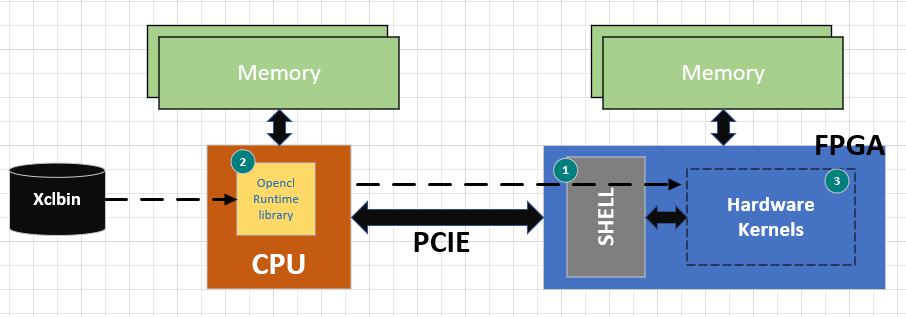 Memory
Memory
FPGA
2
1
3
Xclbin
Opencl
Runtime
library
SHELL
Hardware
Kernels
PCIE
CPU